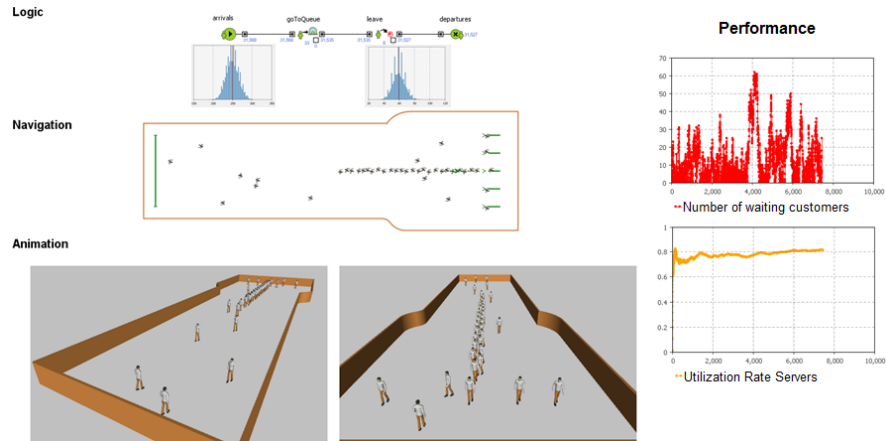 Logic
arrivals goToQueue leave departures
Performance
70
60
50
40
30
20
10
0
0 2,000 4,000 6,000 8,000 10,000
Number of waiting customers
Navigation
Animation
1
0.8
0.6
0.4
0.2
0
0 2,000 4,000 6,000 8,000 10,000
Utilization Rate Servers